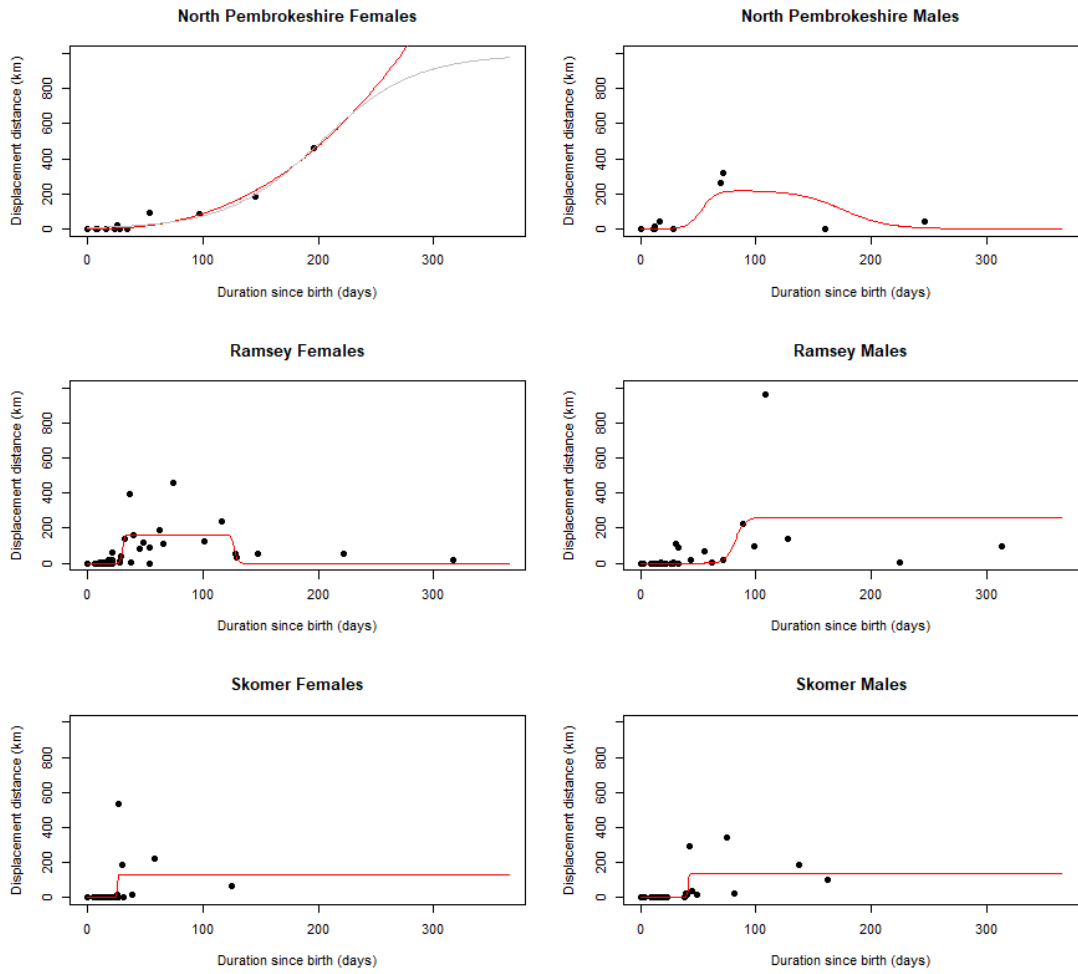 North Pembrokeshire Females
North Pembrokeshire Males
Displacement distance (km)
0 200 400 600 800
0 100 200 300
Duration since birth (days)
Displacement distance (km)
0 200 400 600 800
0 100 200 300
Duration since birth (days)
Ramsey Females
Ramsey Males
Displacement distance (km)
0 200 400 600 800
0 100 200 300
Duration since birth (days)
Displacement distance (km)
0 200 400 600 800
0 100 200 300
Duration since birth (days)
Skomer Females
Skomer Males
Displacement distance (km)
0 200 400 600 800
0 100 200 300
Duration since birth (days)
Displacement distance (km)
0 200 400 600 800
0 100 200 300
Duration since birth (days)